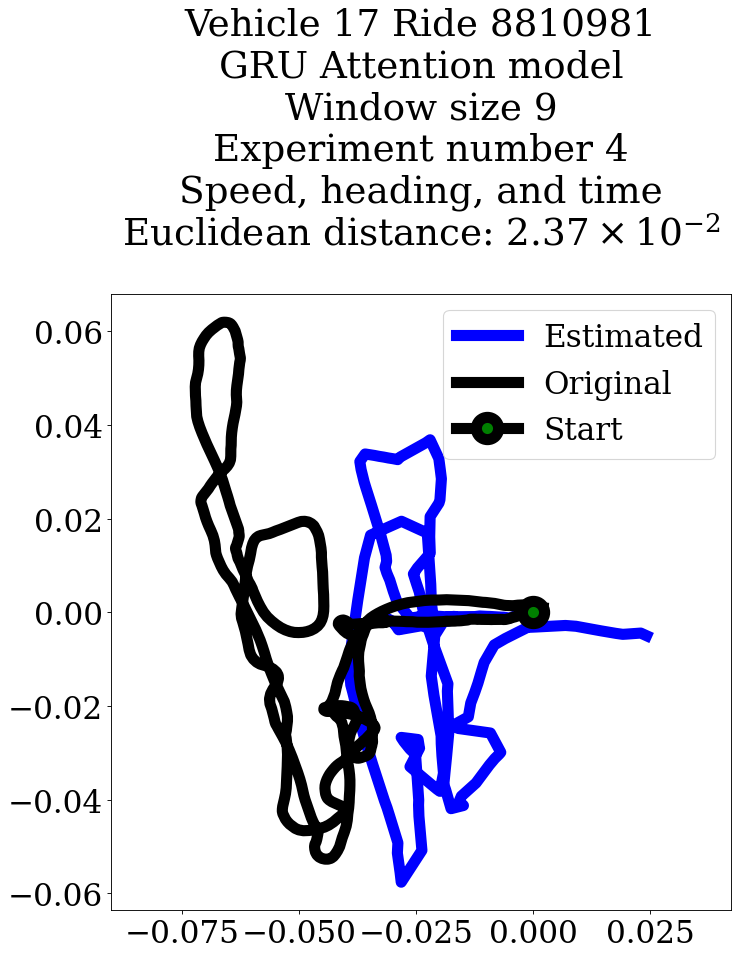 Vehicle 17 Ride 8810981
GRU Attention model
Window size 9
Experiment number 4
Speed, heading, and time
Euclidean distance: 2.37 × 10⁻²
Estimated
Original
Start
0.06
0.04
0.02
0.00
−0.02
−0.04
−0.06
−0.075 −0.050 −0.025 0.000 0.025